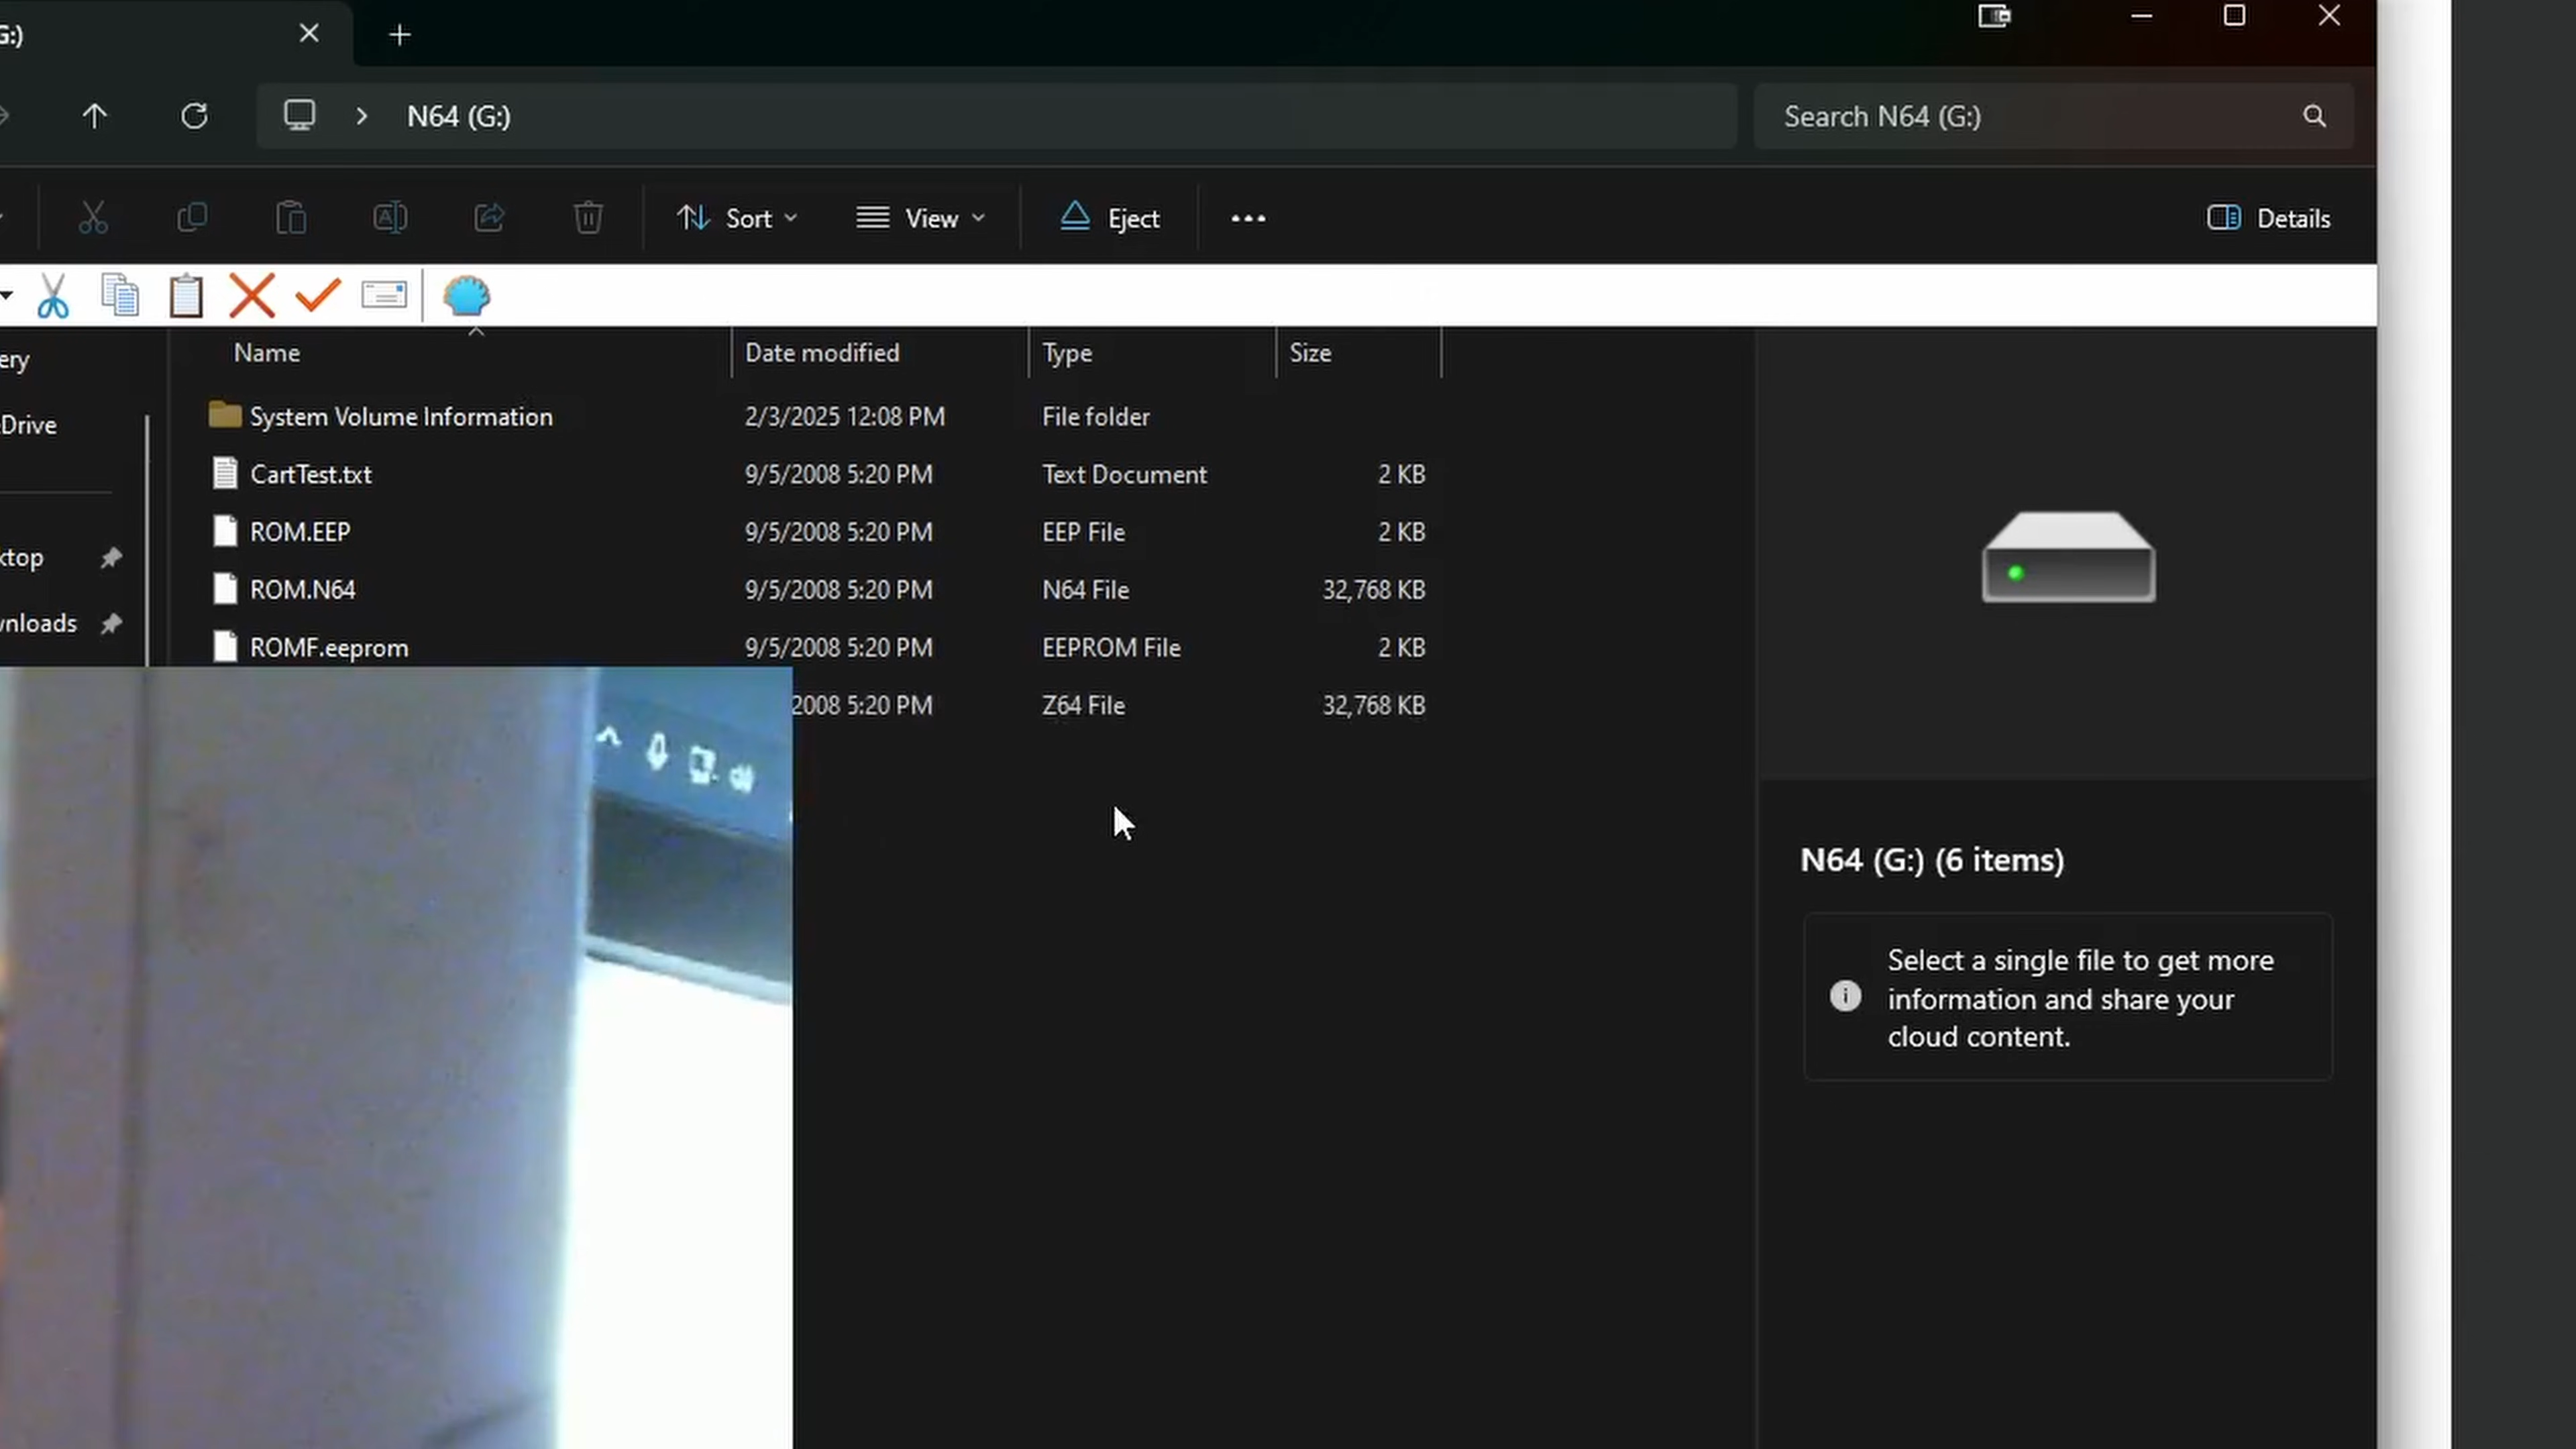 G:)
N64 (G:)
Search N64 (G:)
Sort
View
Eject
Details
Name Date modified Type Size
ery
System Volume Information 2/3/2025 12:08 PM File folder
Drive
CartTest.txt 9/5/2008 5:20 PM Text Document 2 KB
ROM.EEP 9/5/2008 5:20 PM EEP File 2 KB
ktop
ROM.N64 9/5/2008 5:20 PM N64 File 32,768 KB
wnloads
ROMF.eeprom 9/5/2008 5:20 PM EEPROM File 2 KB
2008 5:20 PM Z64 File 32,768 KB
N64 (G:) (6 items)
Select a single file to get more
information and share your
cloud content.